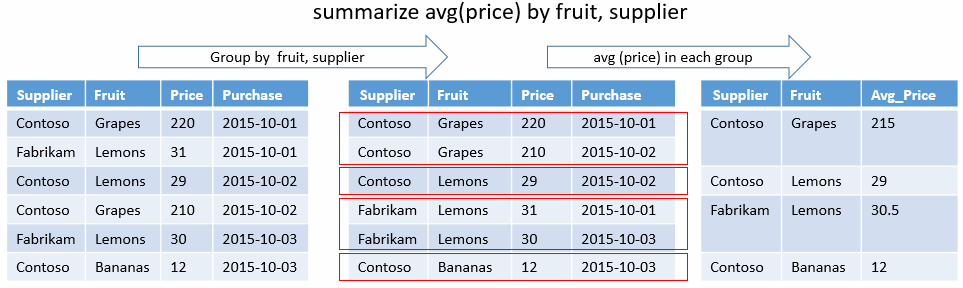 summarize avg(price) by fruit, supplier
Group by fruit, supplier
avg (price) in each group
Supplier Fruit Price Purchase
Contoso Grapes 220 2015-10-01
Fabrikam Lemons 31 2015-10-01
Contoso Lemons 29 2015-10-02
Contoso Grapes 210 2015-10-02
Fabrikam Lemons 30 2015-10-03
Contoso Bananas 12 2015-10-03
Supplier Fruit Price Purchase
Contoso Grapes 220 2015-10-01
Contoso Grapes 210 2015-10-02
Contoso Lemons 29 2015-10-02
Fabrikam Lemons 31 2015-10-01
Fabrikam Lemons 30 2015-10-03
Contoso Bananas 12 2015-10-03
Supplier Fruit Avg_Price
Contoso Grapes 215
Contoso Lemons 29
Fabrikam Lemons 30.5
Contoso Bananas 12